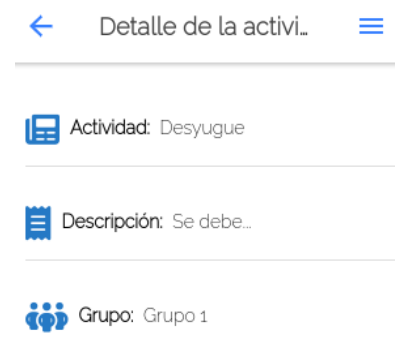 Detalle de la activi...
Actividad: Desyugue
Descripción: Se debe...
Grupo: Grupo 1